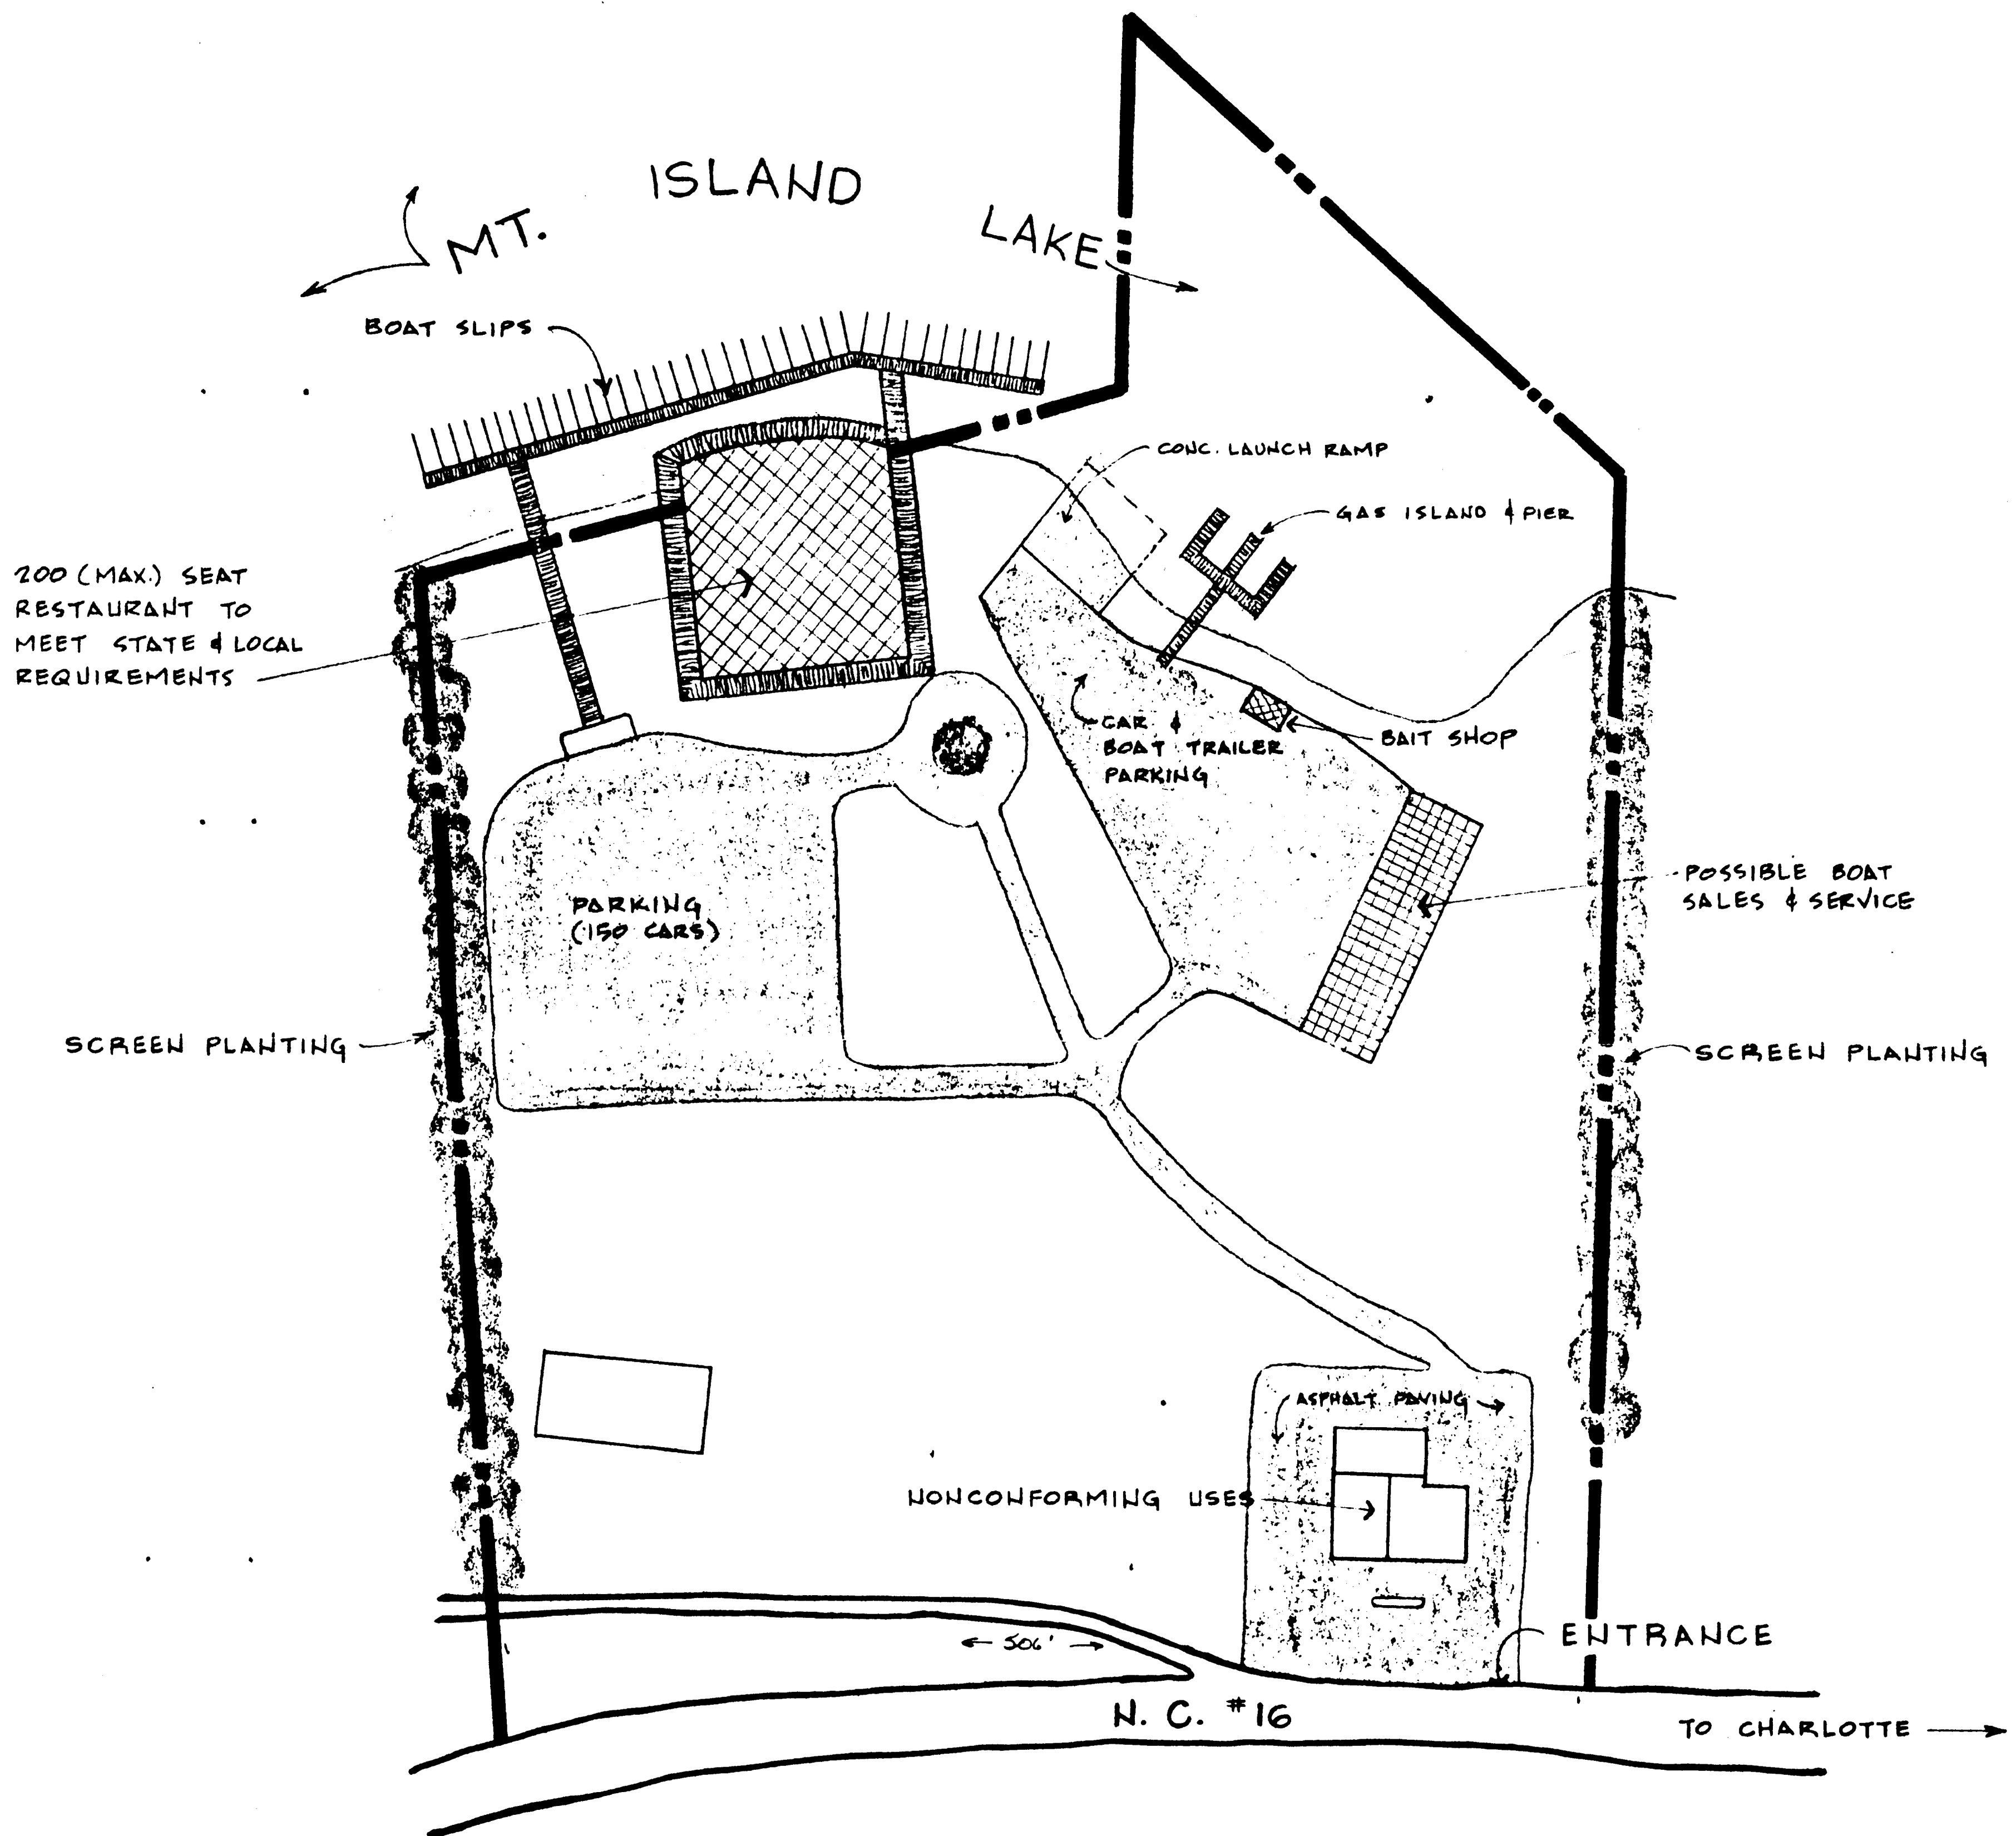 ISLAND
MT.
LAKE
BOAT SLIPS
CONC. LAUNCH RAMP
GAS ISLAND & PIER
200 (MAX.) SEAT
RESTAURANT TO
MEET STATE & LOCAL
REQUIREMENTS
CAR &
BOAT TRAILER
PARKING
BAIT SHOP
POSSIBLE BOAT
SALES & SERVICE
PARKING
(150 CARS)
SCREEN PLANTING
SCREEN PLANTING
ASPHALT PAVING
NONCONFORMING USES
506'
ENTRANCE
N. C. #16
TO CHARLOTTE